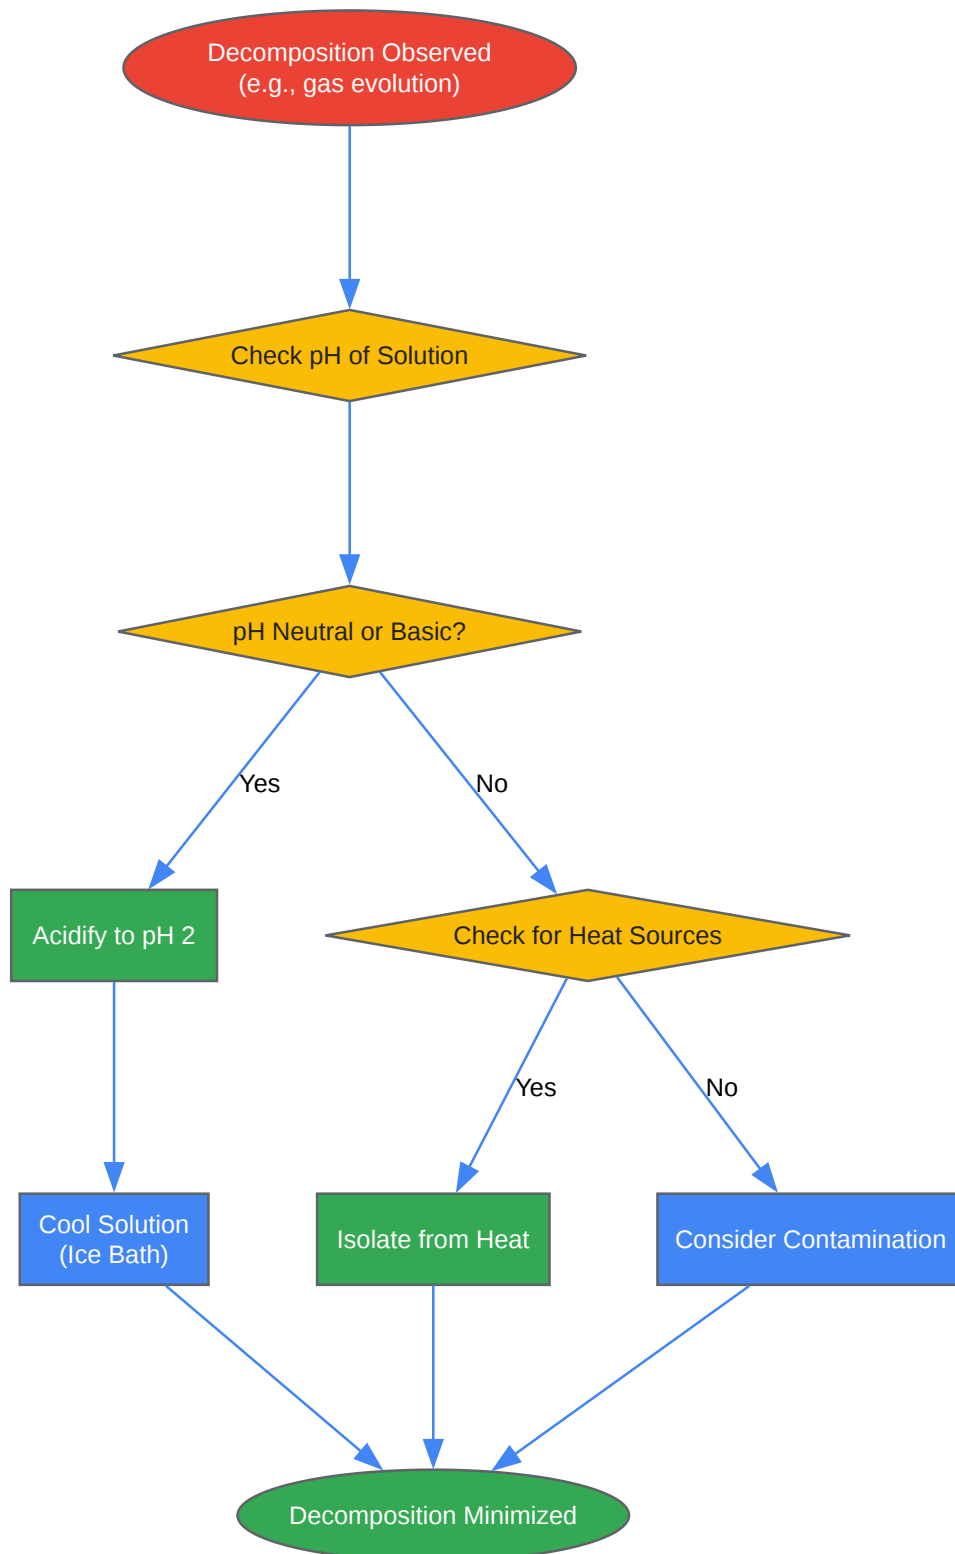 Decomposition Observed
(e.g., gas evolution)
Check pH of Solution
pH Neutral or Basic?
Yes
No
Acidify to pH 2
Check for Heat Sources
Yes
No
Cool Solution
(Ice Bath)
Isolate from Heat
Consider Contamination
Decomposition Minimized